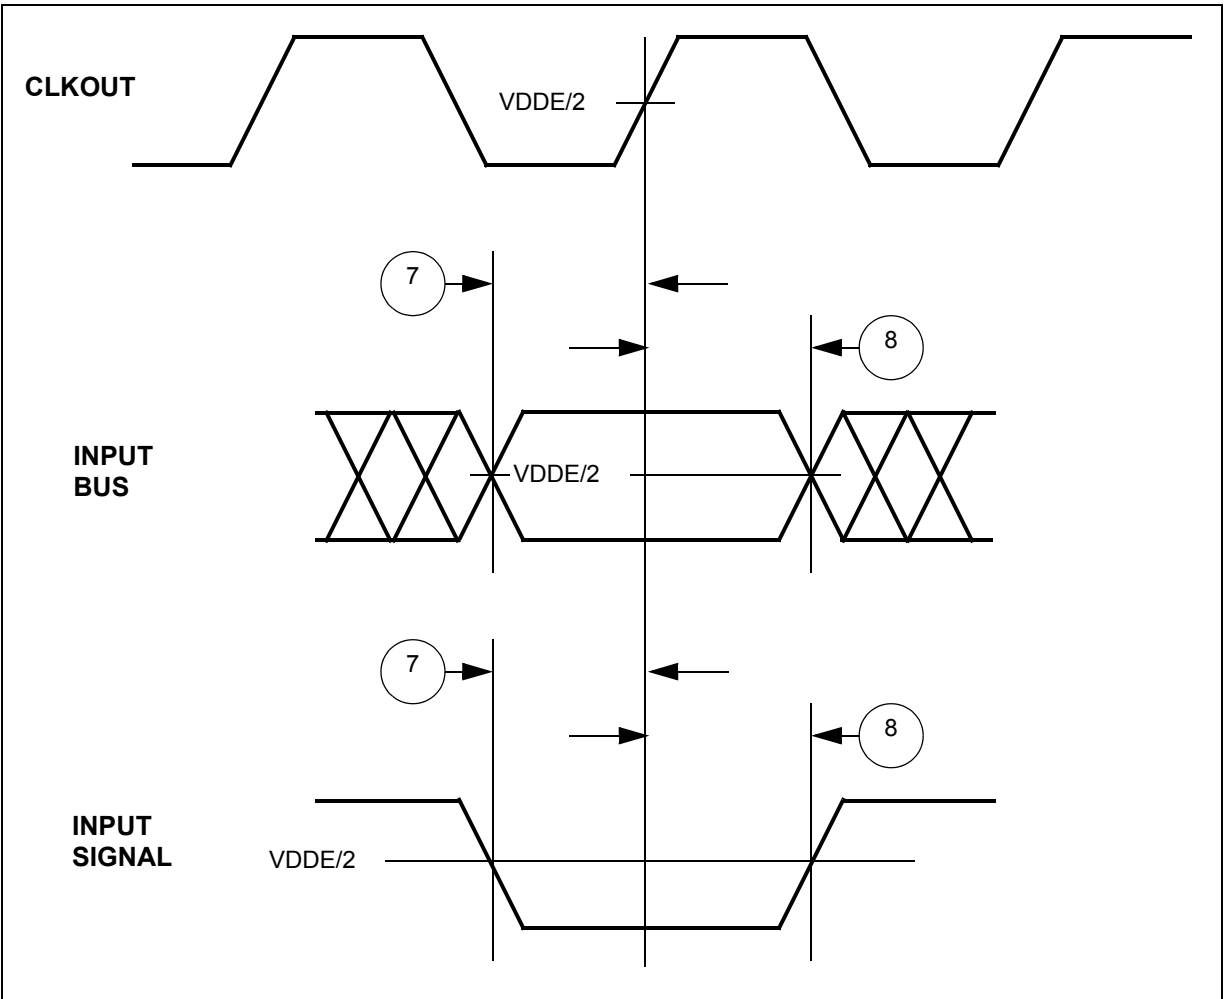 CLKOUT
VDDE/2
7
8
INPUT
BUS
VDDE/2
7
8
INPUT
SIGNAL
VDDE/2